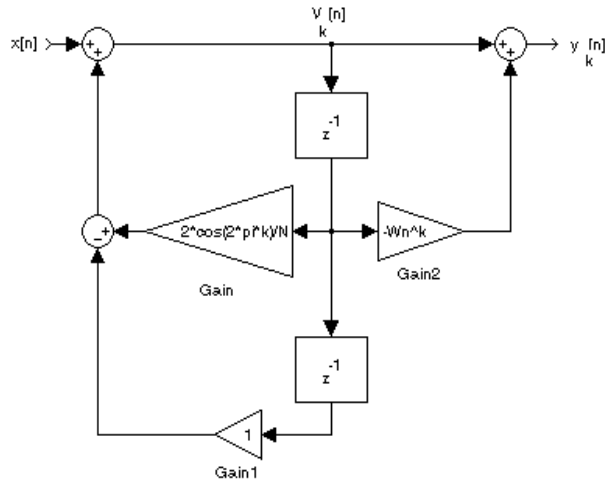 V [n]
k
x[n]
+
+
+
+
y [n]
k
-1
z
2*cos(2*pi*k)/N
-Wn^k
+
-
Gain
Gain2
-1
z
1
Gain1